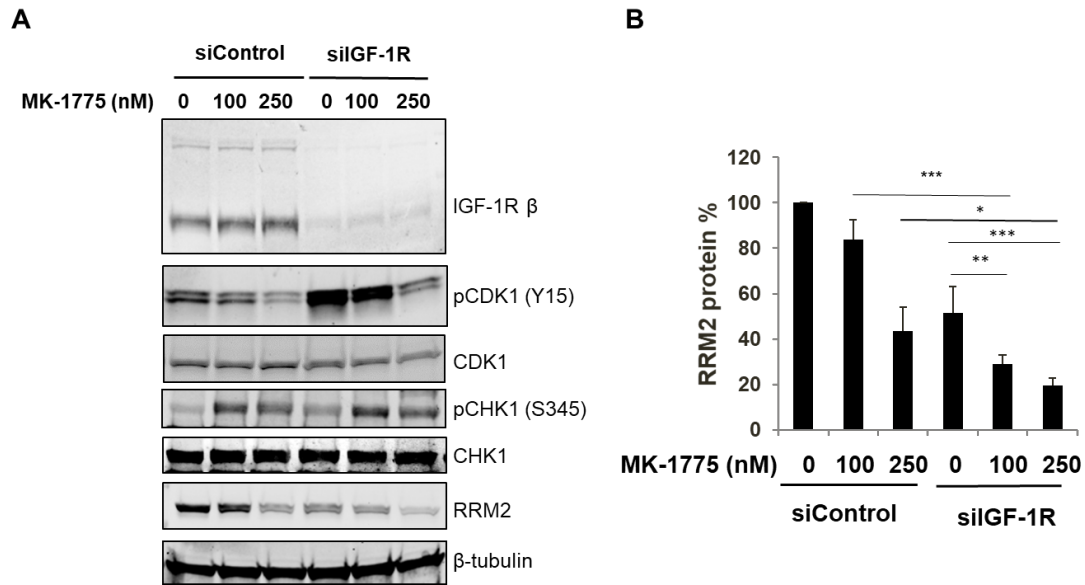 A
siControl siIGF-1R
MK-1775 (nM) 0 100 250 0 100 250
IGF-1R β
pCDK1 (Y15)
CDK1
pCHK1 (S345)
CHK1
RRM2
β-tubulin
B
RRM2 protein %
120
100
80
60
40
20
0
***
*
***
**
MK-1775 (nM) 0 100 250 0 100 250
siControl siIGF-1R